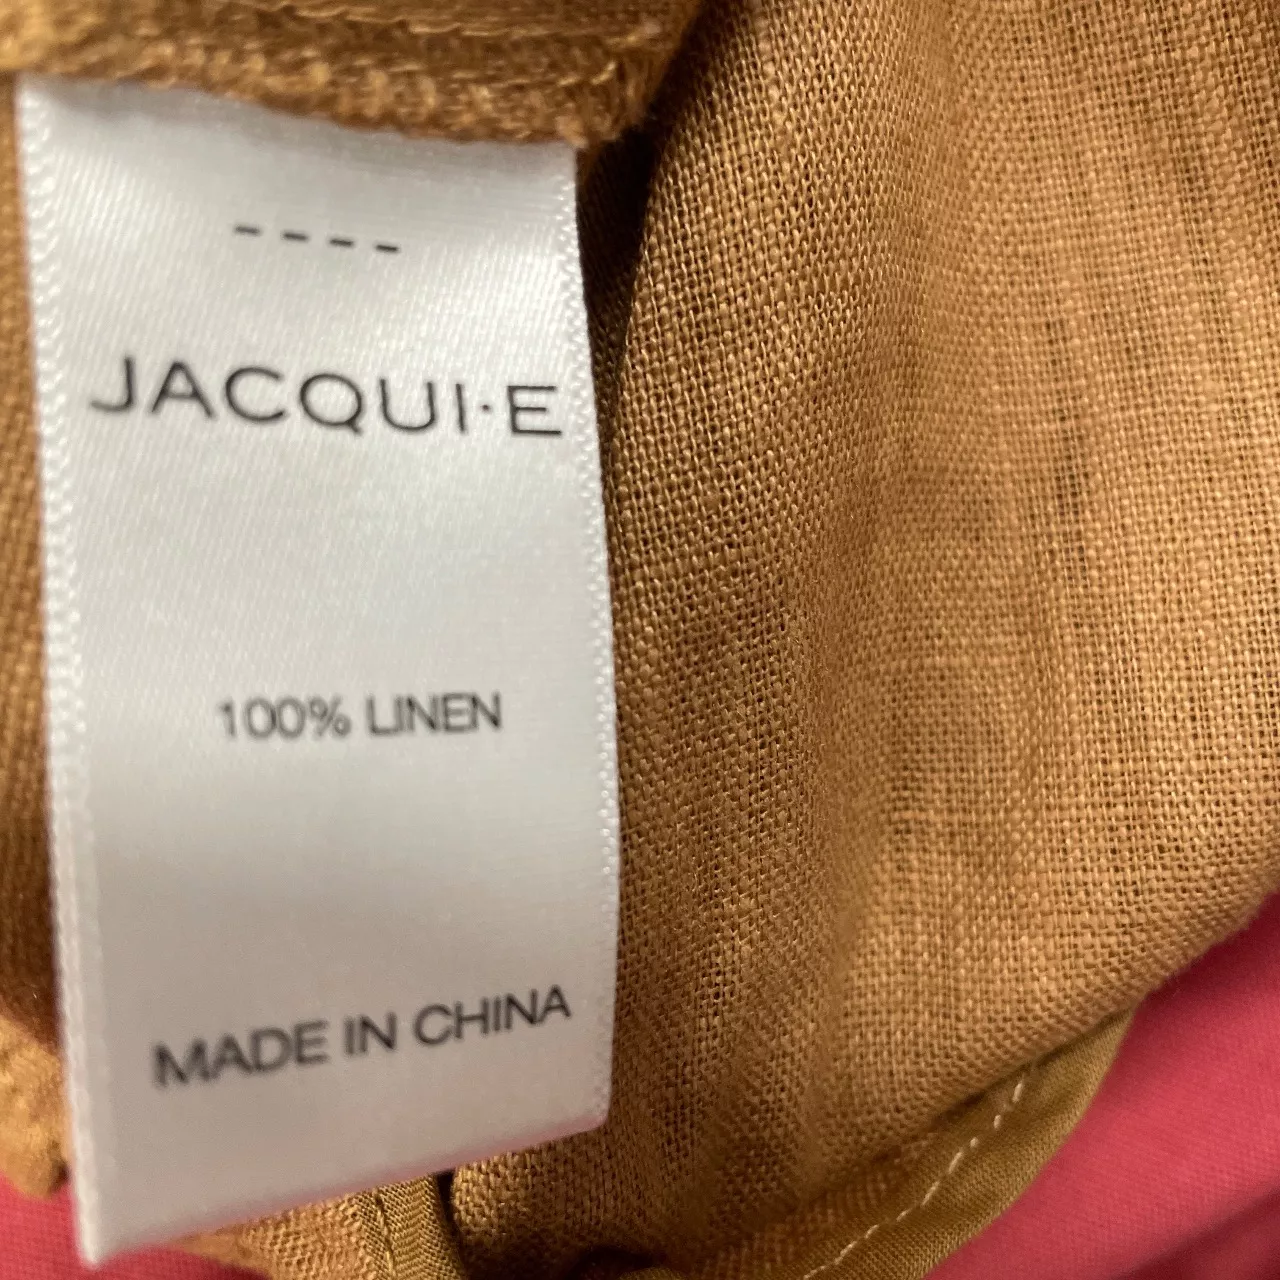 ----
JACQUI·E
100% LINEN
MADE IN CHINA